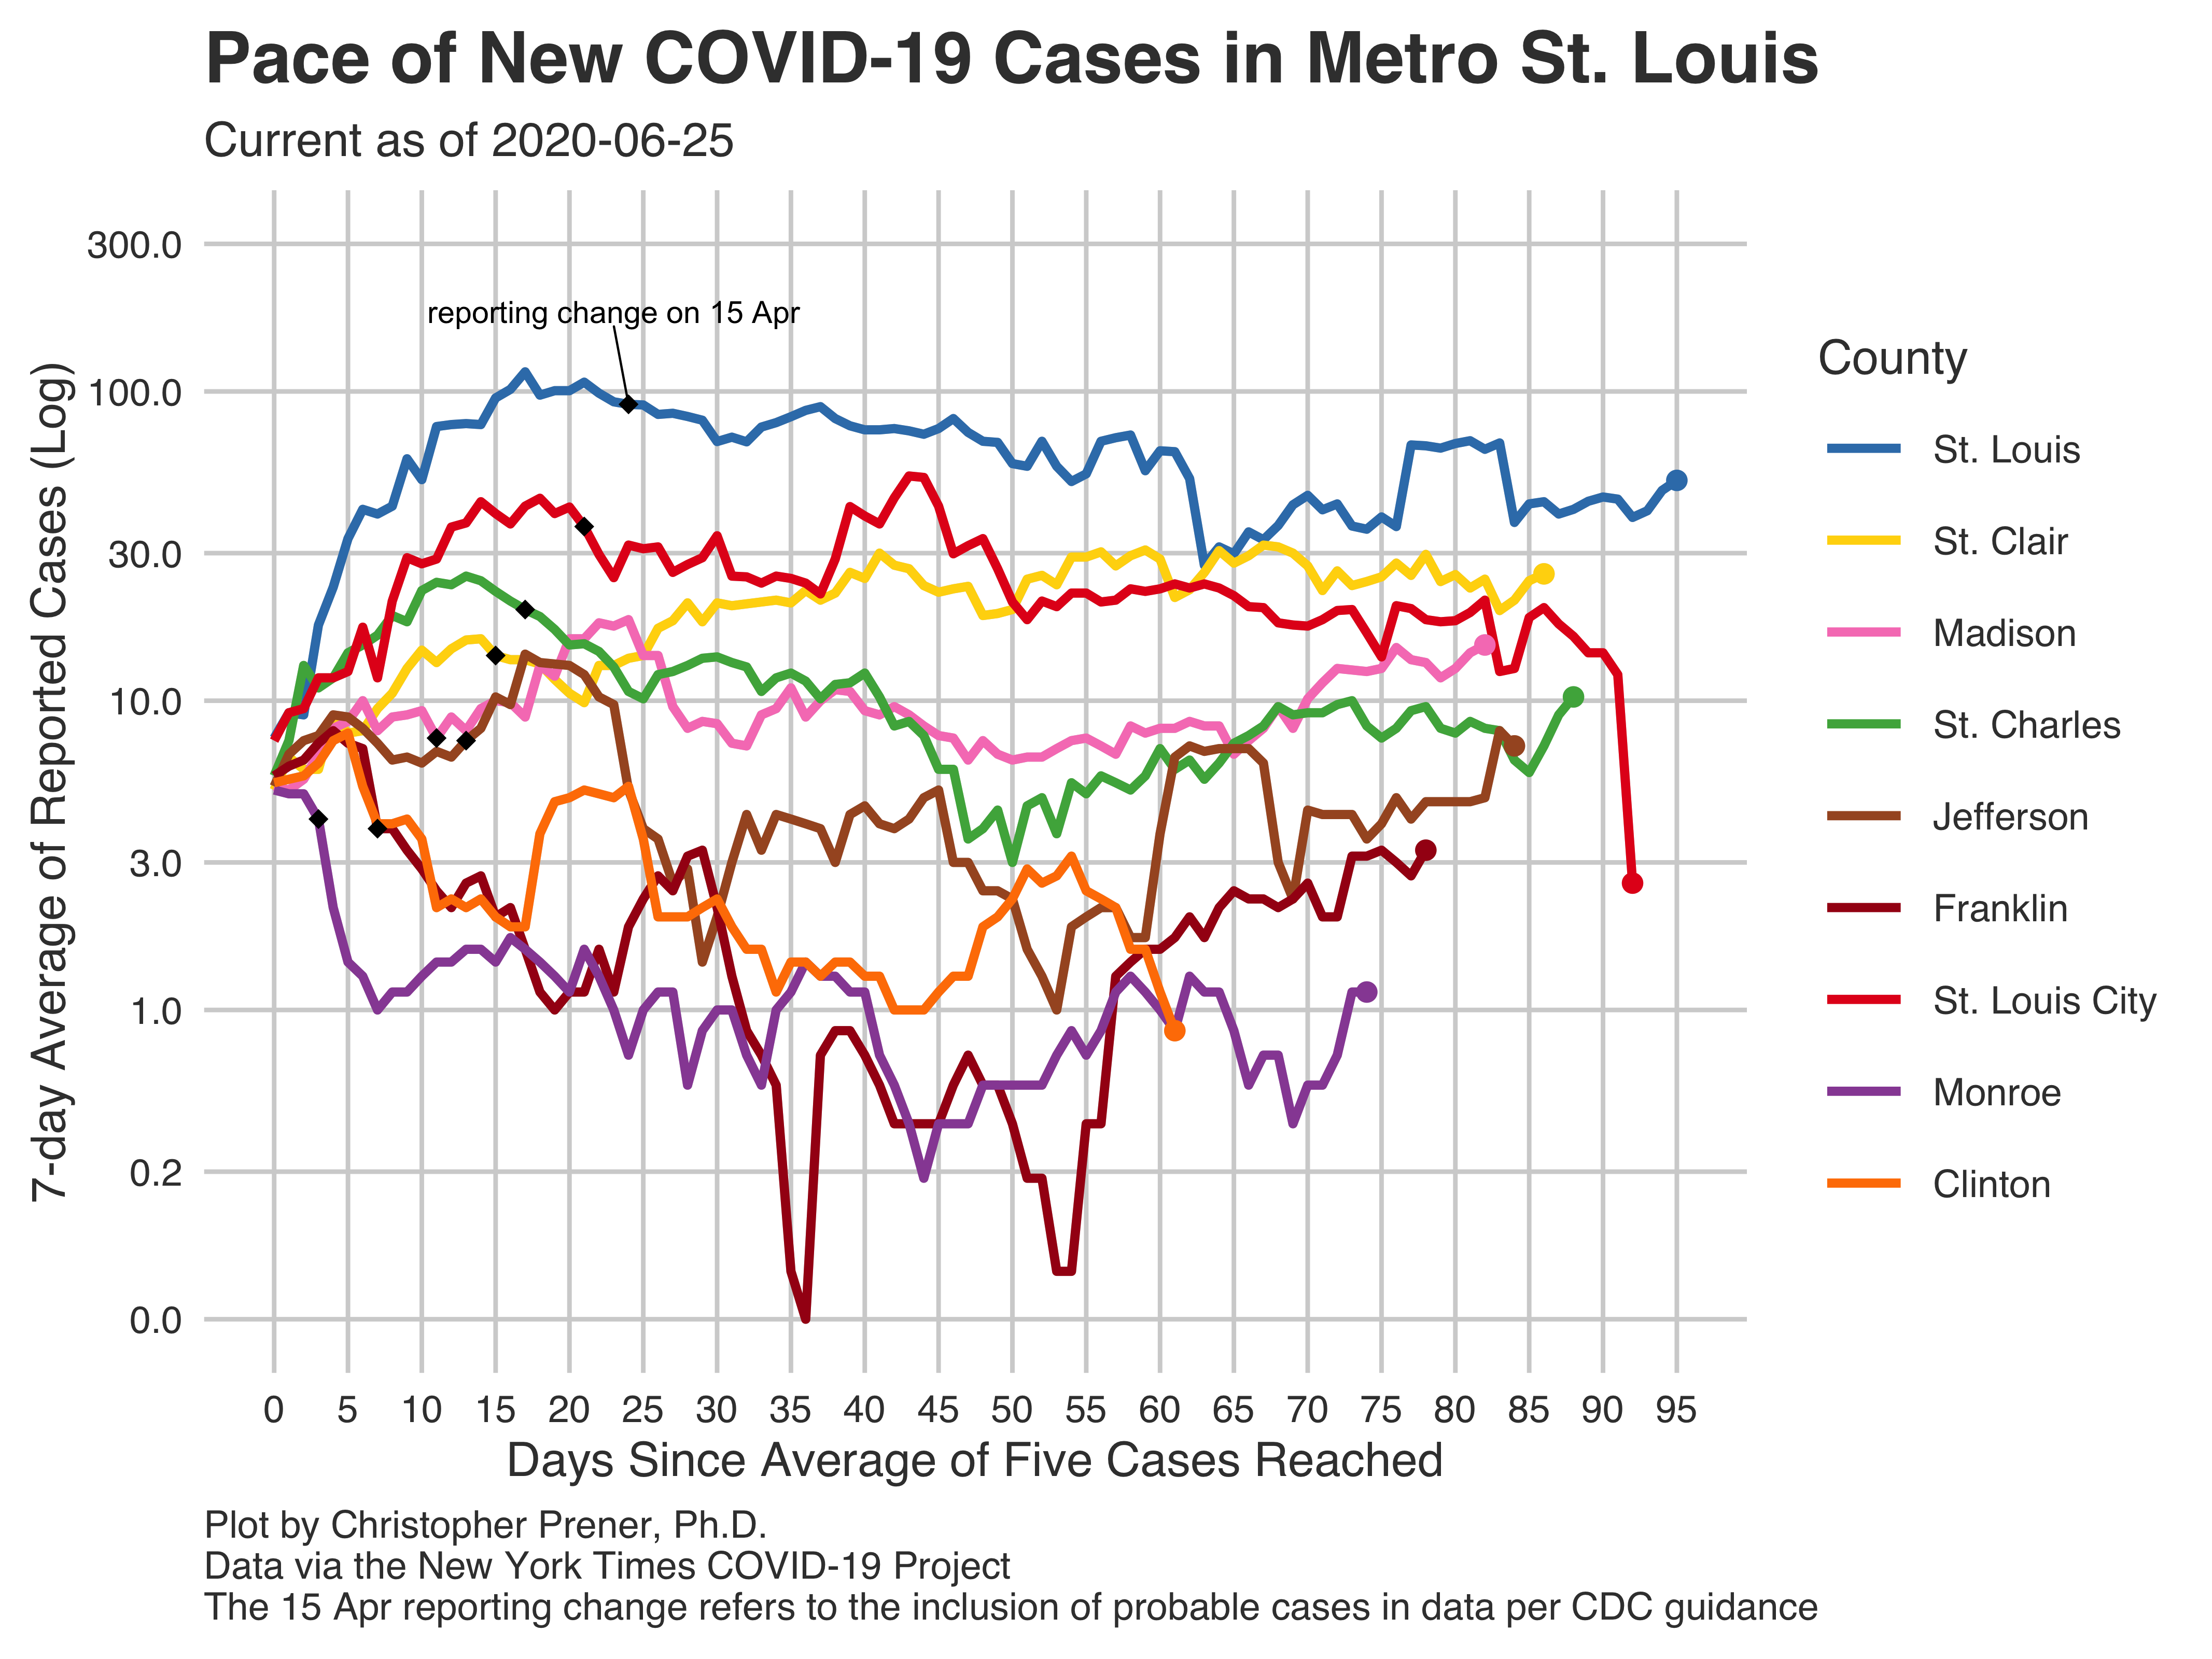 Pace of New COVID-19 Cases in Metro St. Louis
Current as of 2020-06-25
7-day Average of Reported Cases (Log)
300.0
100.0
30.0
10.0
3.0
1.0
0.2
0.0
reporting change on 15 Apr
0 5 10 15 20 25 30 35 40 45 50 55 60 65 70 75 80 85 90 95
Days Since Average of Five Cases Reached
County
St. Louis
St. Clair
Madison
St. Charles
Jefferson
Franklin
St. Louis City
Monroe
Clinton
Plot by Christopher Prener, Ph.D.
Data via the New York Times COVID-19 Project
The 15 Apr reporting change refers to the inclusion of probable cases in data per CDC guidance